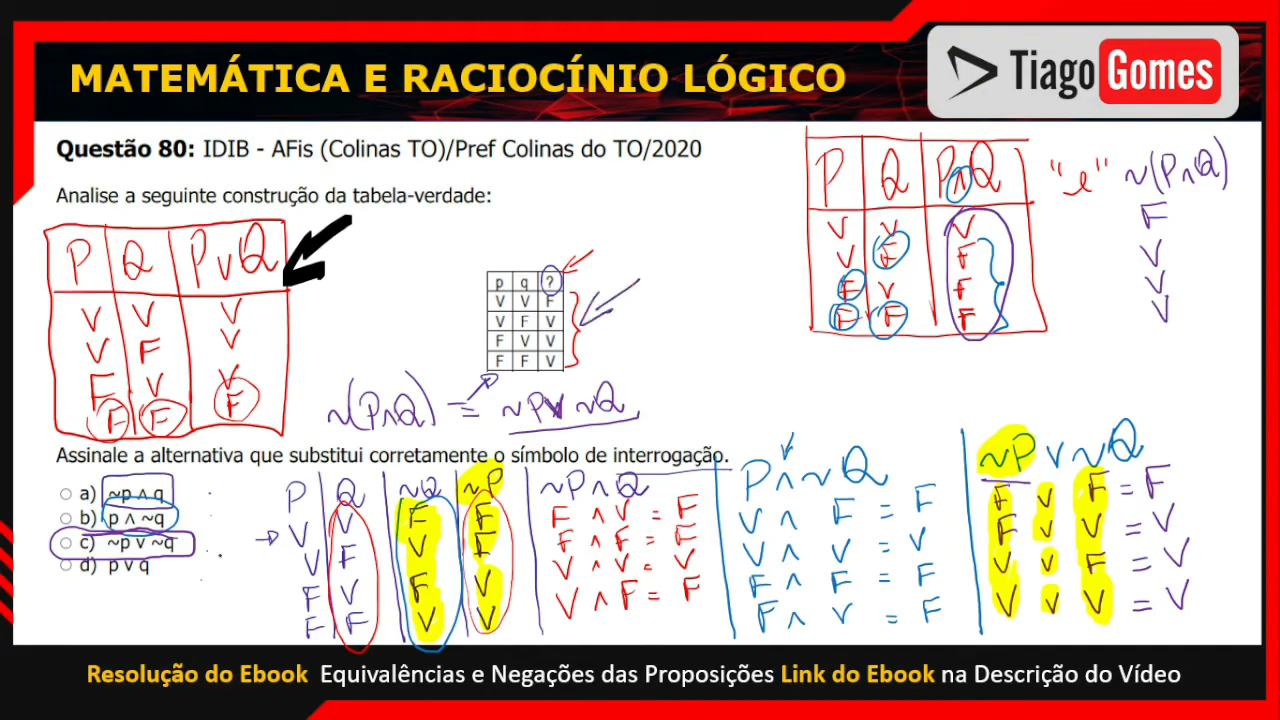 MATEMÁTICA E RACIOCÍNIO LÓGICO
Tiago Gomes
Questão 80: IDIB - AFis (Colinas TO)/Pref Colinas do TO/2020
Analise a seguinte construção da tabela-verdade:
P Q P∨Q
V V V
V F V
F V V
F F F
p q ?
V V F
V F V
F V V
F F V
P Q P∧Q "e" ~(P∧Q)
V V V F
V F F V
F V F V
F F F V
~(P∧Q) = ~P∨~Q
Assinale a alternativa que substitui corretamente o símbolo de interrogação.
a) ~p ∧ q
b) p ∧ ~q
c) ~p ∨ ~q
d) p ∨ q
P Q ~Q ~P ~P∧Q P∧~Q ~P∨~Q
V V F F F∧V=F V∧F=F F∨F=F
V F V F F∧F=F V∧V=V F∨V=V
F V F V V∧V=V F∧F=F V∨F=V
F F V V V∧F=F F∧V=F V∨V=V
Resolução do Ebook Equivalências e Negações das Proposições Link do Ebook na Descrição do Vídeo